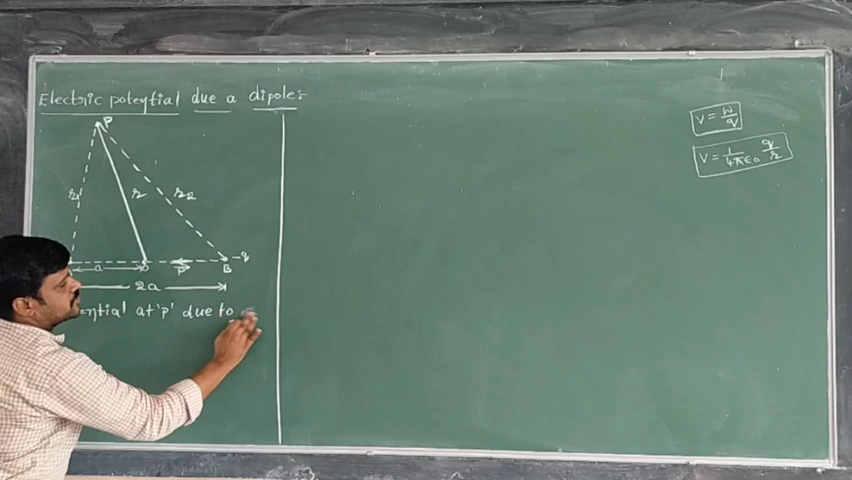 Electric potential due a dipole:-
P
r₁ r r₂
a O P⃗ B -q
2a
ential at 'p' due to
V = W/q
V = 1/4πϵ₀ q/r